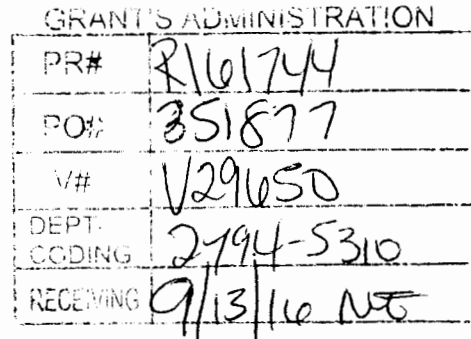 GRANT'S ADMINISTRATION
PR# R161744
PO# 351877
V# V29650
DEPT. CODING 2794-5310
RECEIVING 9/13/16 NE